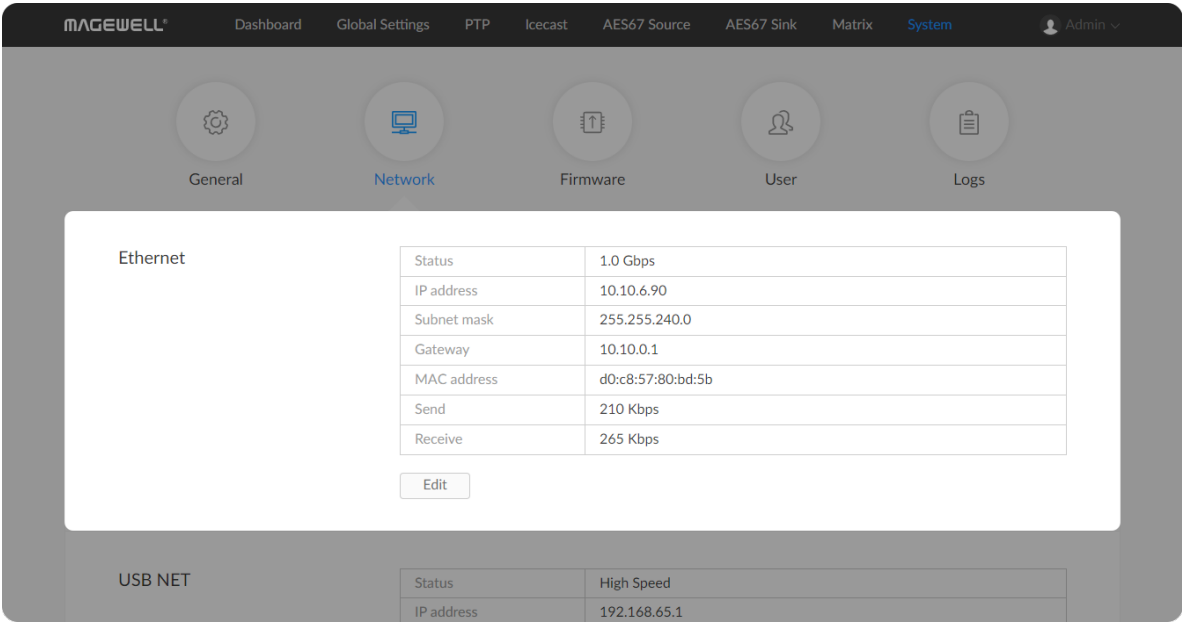 MAGEWELL® Dashboard Global Settings PTP Icecast AES67 Source AES67 Sink Matrix System Admin
General Network Firmware User Logs
Ethernet
Status 1.0 Gbps
IP address 10.10.6.90
Subnet mask 255.255.240.0
Gateway 10.10.0.1
MAC address d0:c8:57:80:bd:5b
Send 210 Kbps
Receive 265 Kbps
Edit
USB NET
Status High Speed
IP address 192.168.65.1